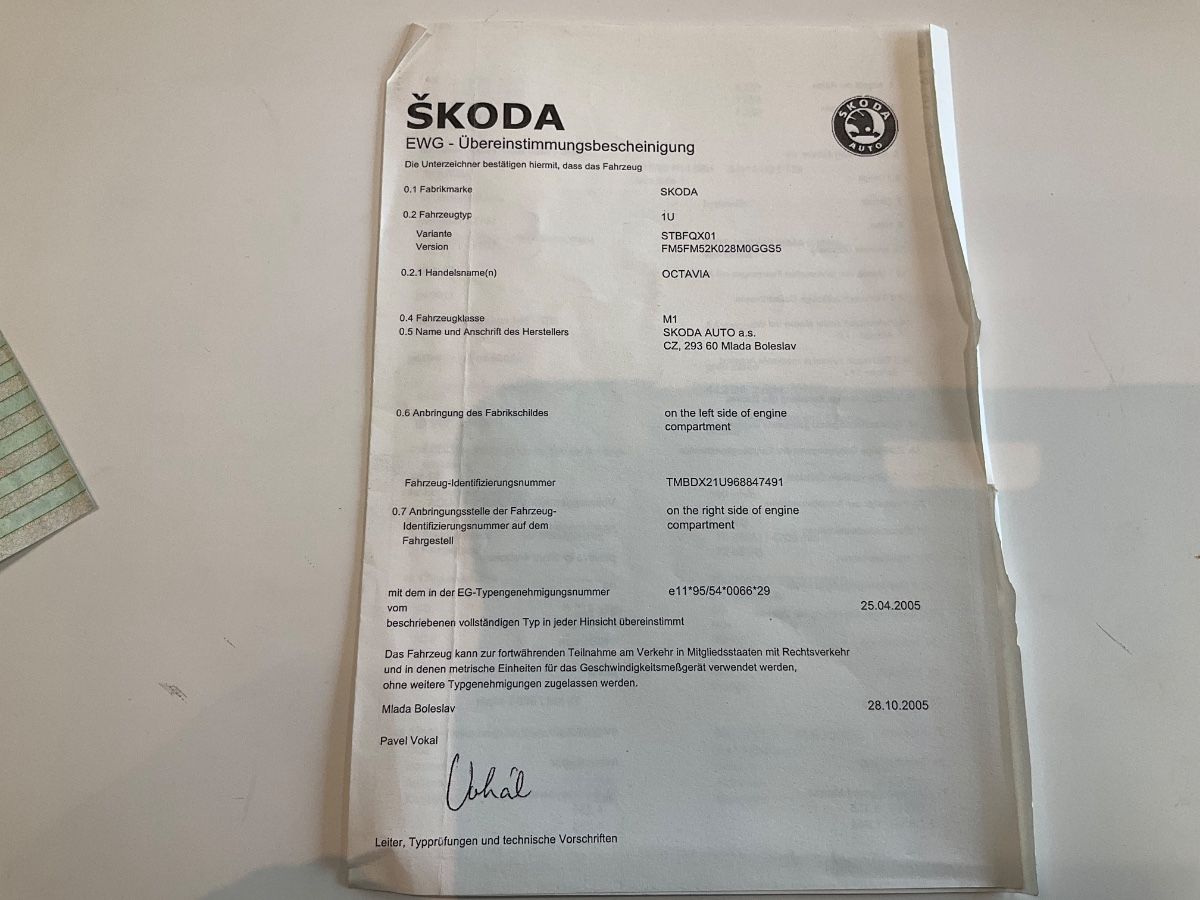 ŠKODA
ŠKODA
AUTO
EWG - Übereinstimmungsbescheinigung
Die Unterzeichner bestätigen hiermit, dass das Fahrzeug
0.1 Fabrikmarke SKODA
0.2 Fahrzeugtyp 1U
Variante STBFQX01
Version FM5FM52K028M0GGS5
0.2.1 Handelsname(n) OCTAVIA
0.4 Fahrzeugklasse M1
0.5 Name und Anschrift des Herstellers SKODA AUTO a.s.
CZ, 293 60 Mlada Boleslav
0.6 Anbringung des Fabrikschildes on the left side of engine
compartment
Fahrzeug-Identifizierungsnummer TMBDX21U968847491
0.7 Anbringungsstelle der Fahrzeug- on the right side of engine
Identifizierungsnummer auf dem compartment
Fahrgestell
mit dem in der EG-Typengenehmigungsnummer e11*95/54*0066*29
vom 25.04.2005
beschriebenen vollständigen Typ in jeder Hinsicht übereinstimmt
Das Fahrzeug kann zur fortwährenden Teilnahme am Verkehr in Mitgliedsstaaten mit Rechtsverkehr
und in denen metrische Einheiten für das Geschwindigkeitsmeßgerät verwendet werden,
ohne weitere Typgenehmigungen zugelassen werden.
Mlada Boleslav 28.10.2005
Pavel Vokal
Vokál
Leiter, Typprüfungen und technische Vorschriften